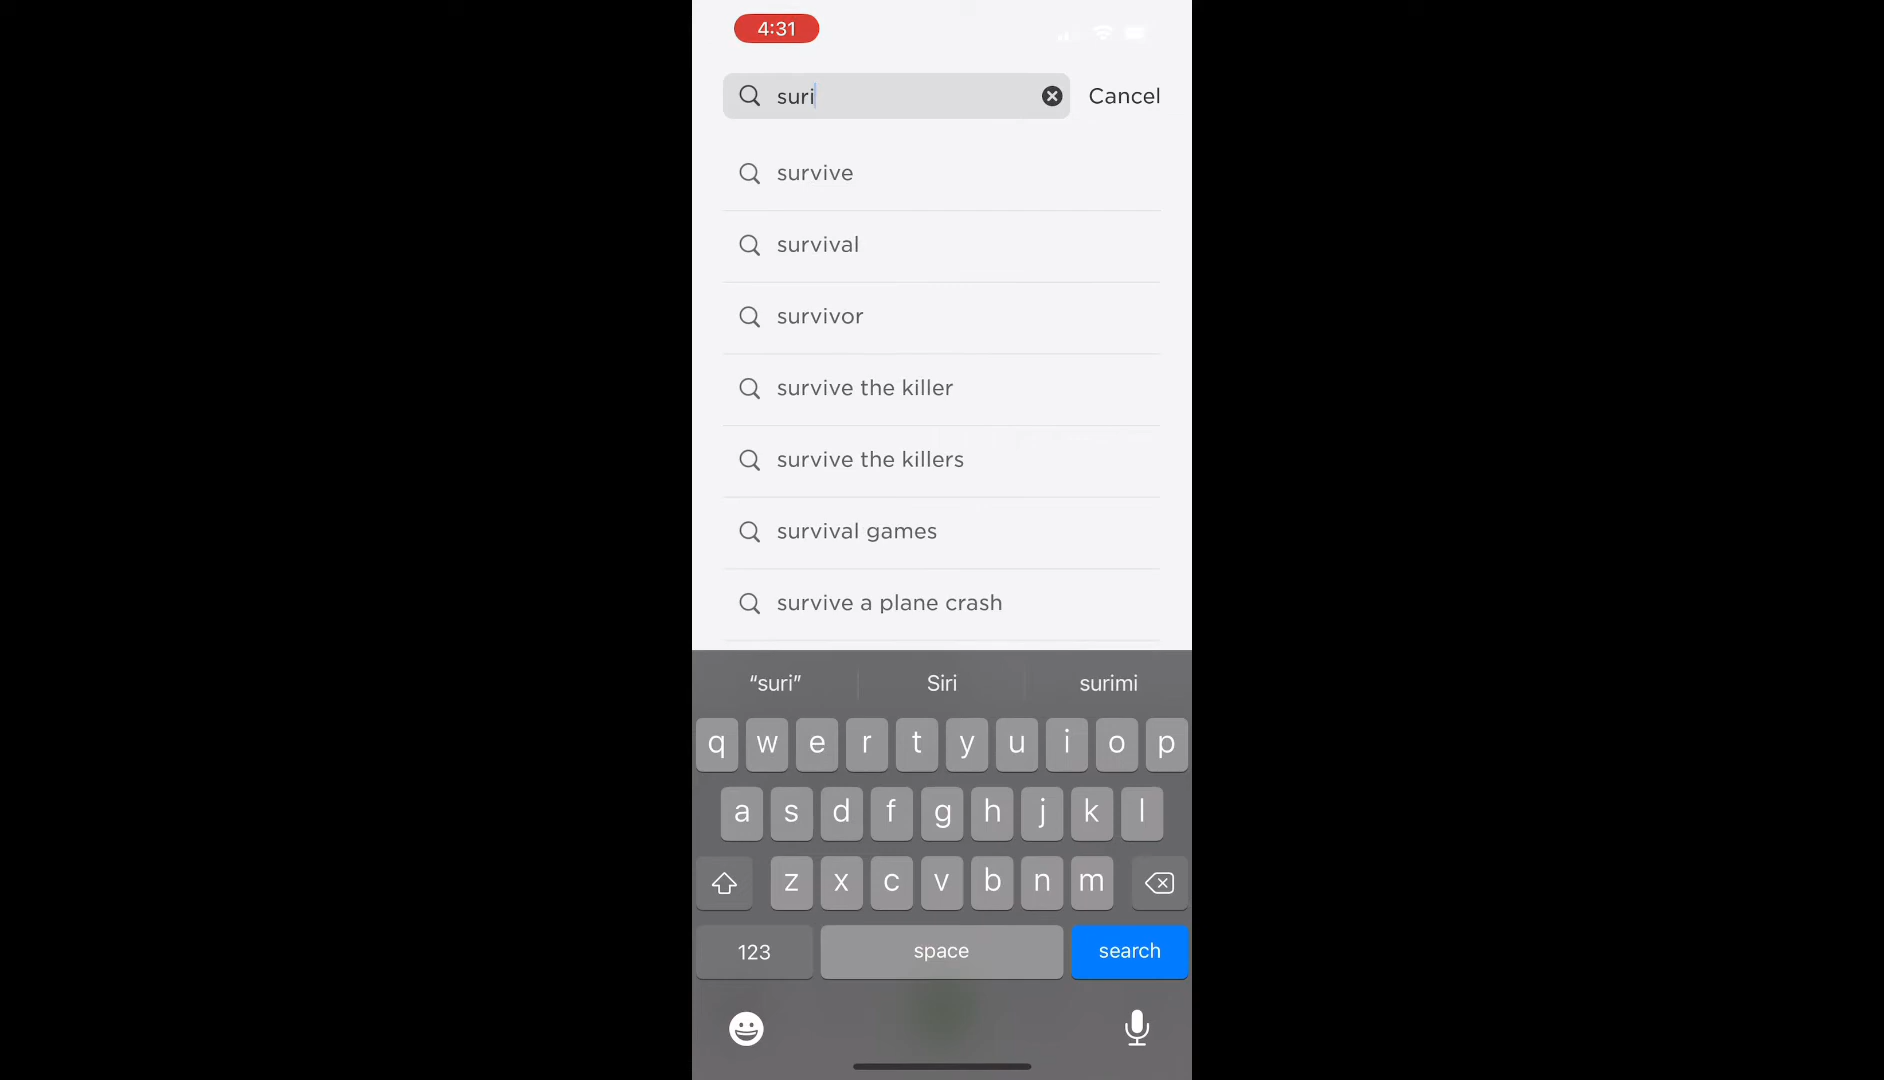 4:31
suri
Cancel
survive
survival
survivor
survive the killer
survive the killers
survival games
survive a plane crash
“suri” Siri surimi
q w e r t y u i o p
a s d f g h j k l
z x c v b n m
123 space search